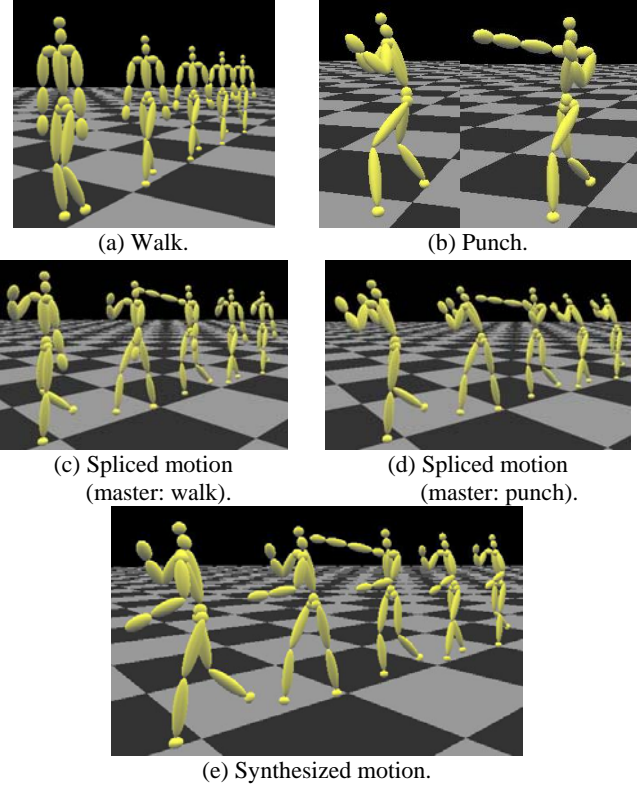 (a) Walk.
(b) Punch.
(c) Spliced motion
(master: walk).
(d) Spliced motion
(master: punch).
(e) Synthesized motion.